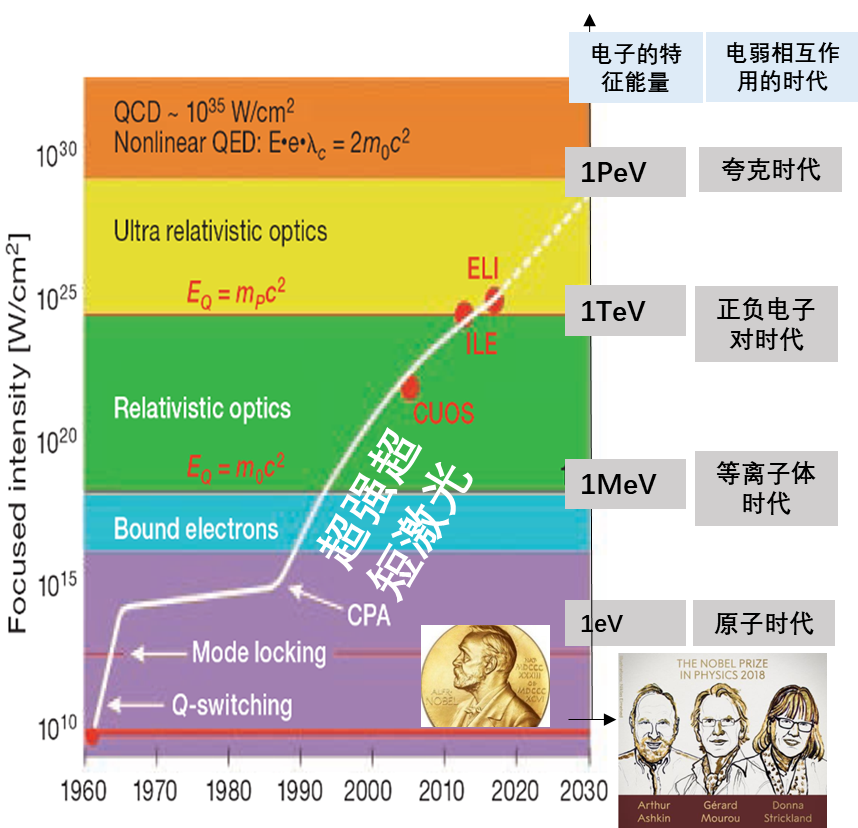 电子的特
征能量
电弱相互作
用的时代
QCD ~ 10³⁵ W/cm²
Nonlinear QED: E•e•λc = 2m₀c²
10³⁰
1PeV
夸克时代
Ultra relativistic optics
ELI
EQ = mPc²
10²⁵
1TeV
正负电子
对时代
ILE
Focused intensity [W/cm²]
Relativistic optics
CUOS
10²⁰
EQ = m₀c²
超强超
短激光
1MeV
等离子体
时代
Bound electrons
10¹⁵
CPA
1eV
原子时代
Mode locking
Q-switching
10¹⁰
THE NOBEL PRIZE
IN PHYSICS 2018
Arthur
Ashkin
Gérard
Mourou
Donna
Strickland
1960
1970
1980
1990
2000
2010
2020
2030